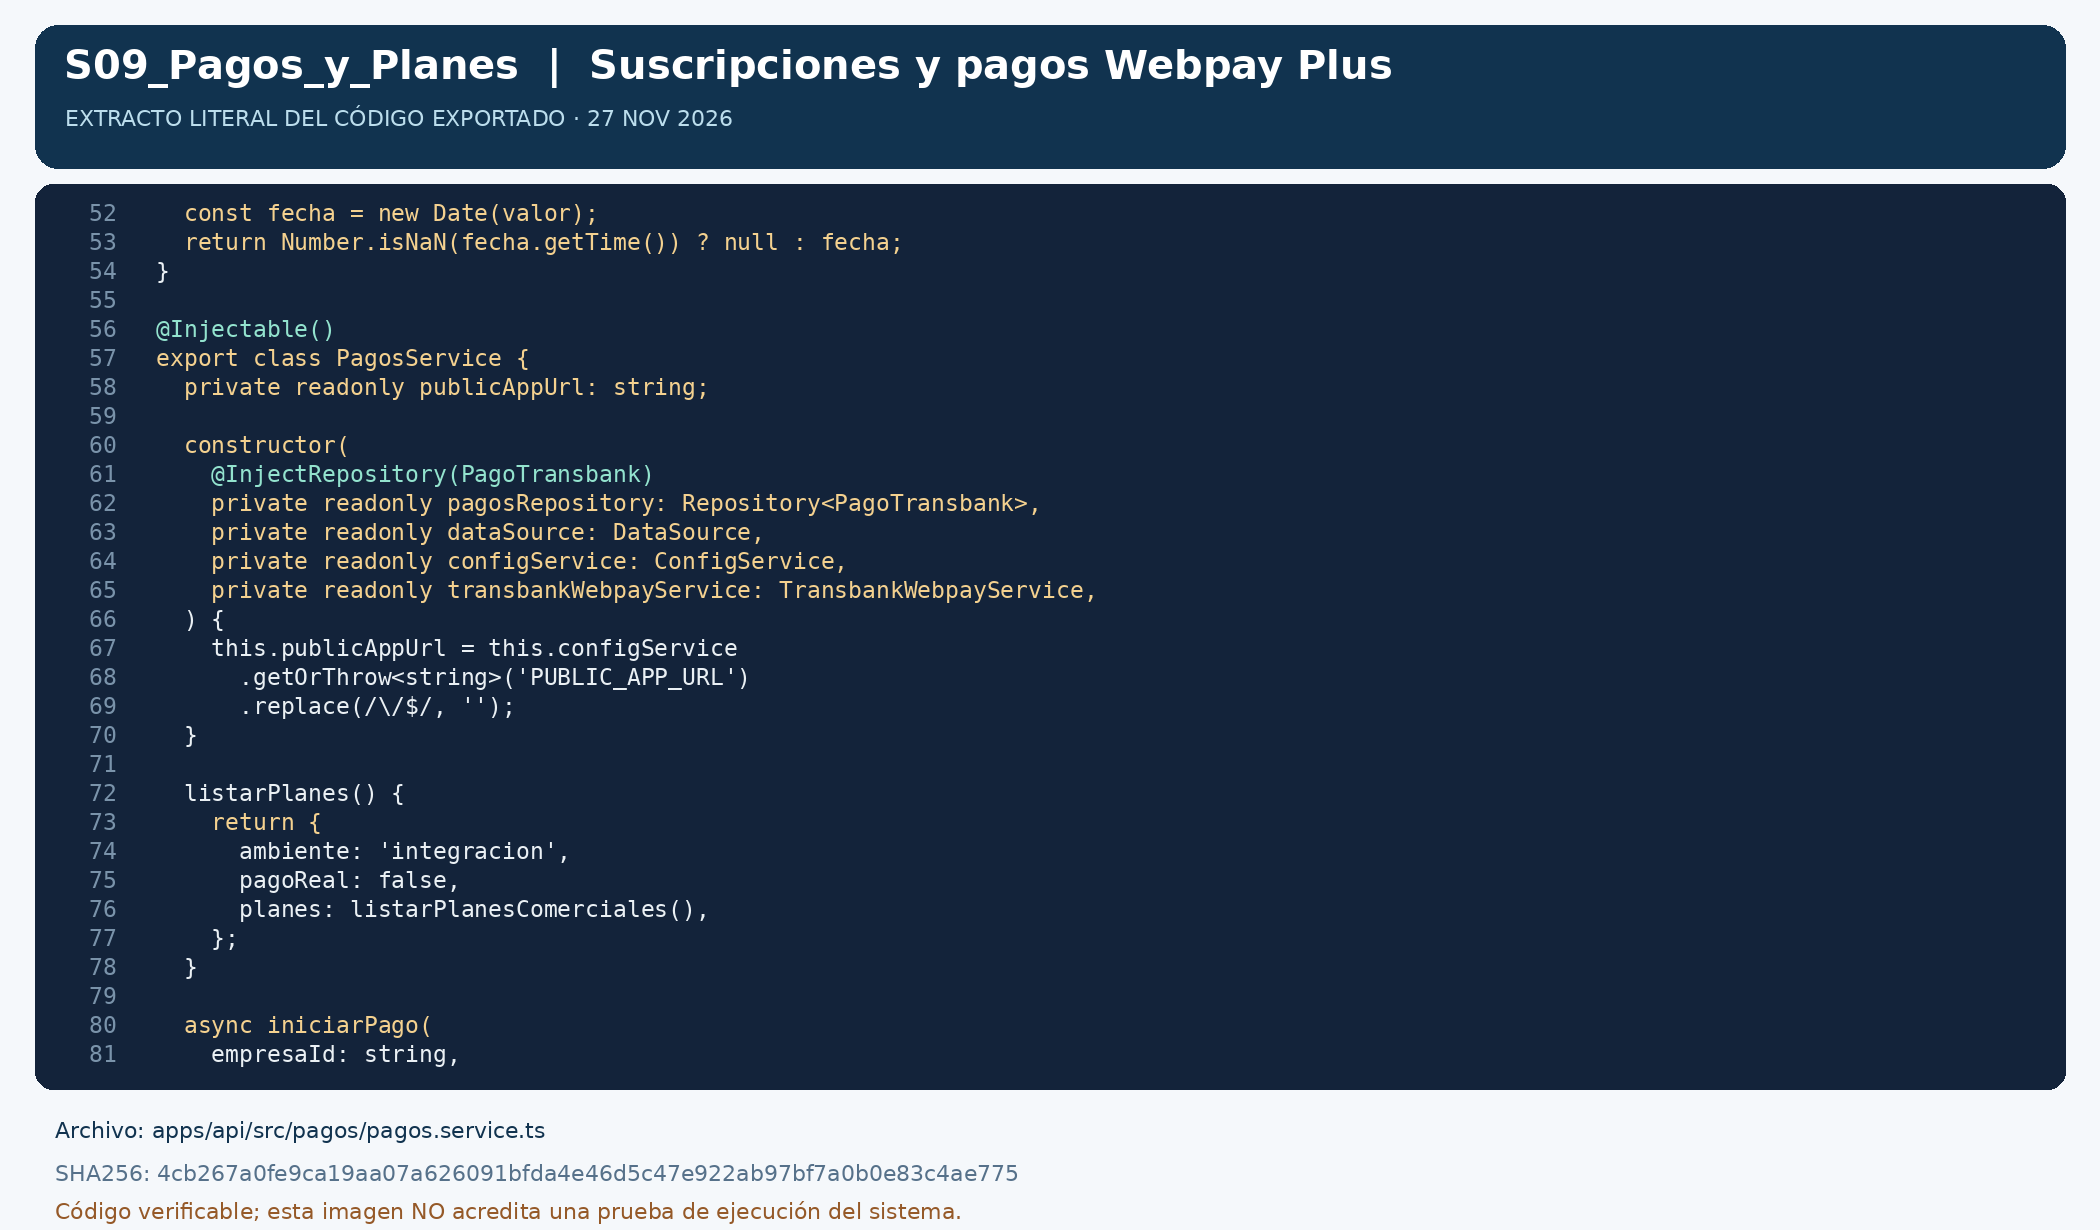 S09_Pagos_y_Planes | Suscripciones y pagos Webpay Plus
EXTRACTO LITERAL DEL CÓDIGO EXPORTADO · 27 NOV 2026
52     const fecha = new Date(valor);
53     return Number.isNaN(fecha.getTime()) ? null : fecha;
54   }
55
56   @Injectable()
57   export class PagosService {
58     private readonly publicAppUrl: string;
59
60     constructor(
61       @InjectRepository(PagoTransbank)
62       private readonly pagosRepository: Repository<PagoTransbank>,
63       private readonly dataSource: DataSource,
64       private readonly configService: ConfigService,
65       private readonly transbankWebpayService: TransbankWebpayService,
66     ) {
67       this.publicAppUrl = this.configService
68         .getOrThrow<string>('PUBLIC_APP_URL')
69         .replace(/\/$/, '');
70     }
71
72     listarPlanes() {
73       return {
74         ambiente: 'integracion',
75         pagoReal: false,
76         planes: listarPlanesComerciales(),
77       };
78     }
79
80     async iniciarPago(
81       empresaId: string,
Archivo: apps/api/src/pagos/pagos.service.ts
SHA256: 4cb267a0fe9ca19aa07a626091bfda4e46d5c47e922ab97bf7a0b0e83c4ae775
Código verificable; esta imagen NO acredita una prueba de ejecución del sistema.